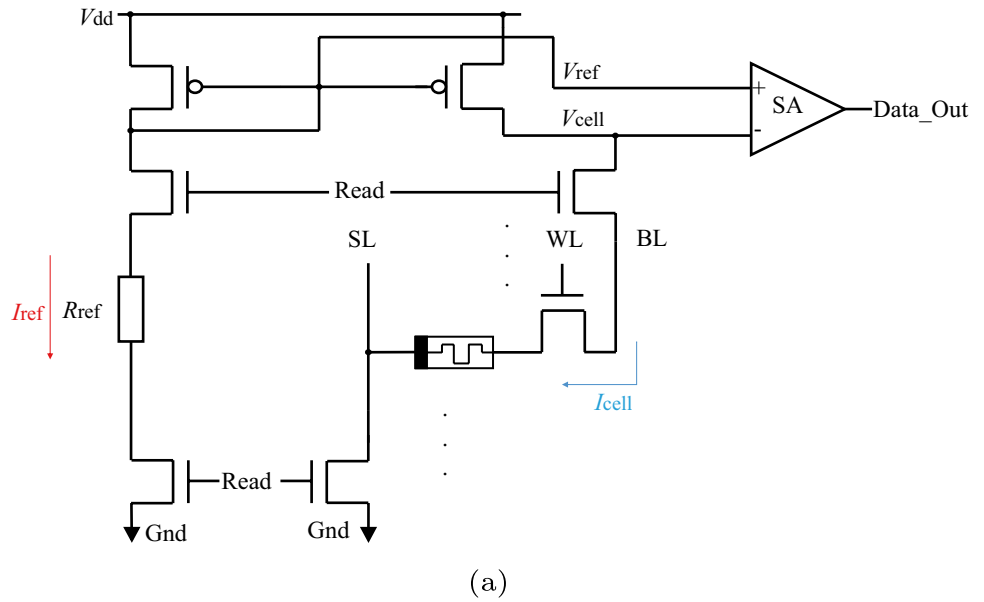 Vdd
Vref
+
SA
Data_Out
Vcell
-
Read
SL
WL
BL
Iref
Rref
Icell
Read
Gnd
Gnd
(a)